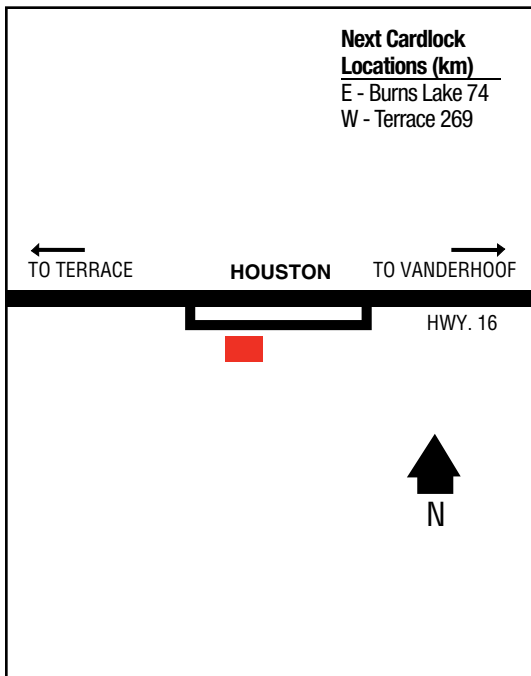 Next Cardlock
Locations (km)
E - Burns Lake 74
W - Terrace 269
TO TERRACE
HOUSTON
TO VANDERHOOF
HWY. 16
N